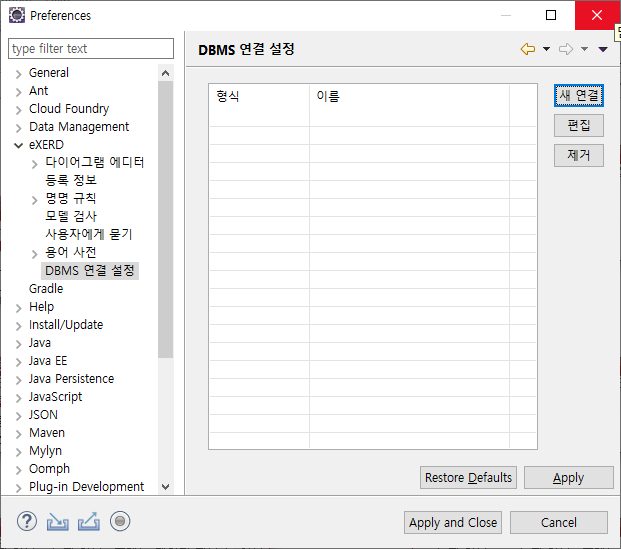 Preferences
type filter text
General
Ant
Cloud Foundry
Data Management
eXERD
다이어그램 에디터
등록 정보
명명 규칙
모델 검사
사용자에게 묻기
용어 사전
DBMS 연결 설정
Gradle
Help
Install/Update
Java
Java EE
Java Persistence
JavaScript
JSON
Maven
Mylyn
Oomph
Plug-in Development
DBMS 연결 설정
형식 이름
새 연결
편집
제거
Restore Defaults Apply
Apply and Close Cancel